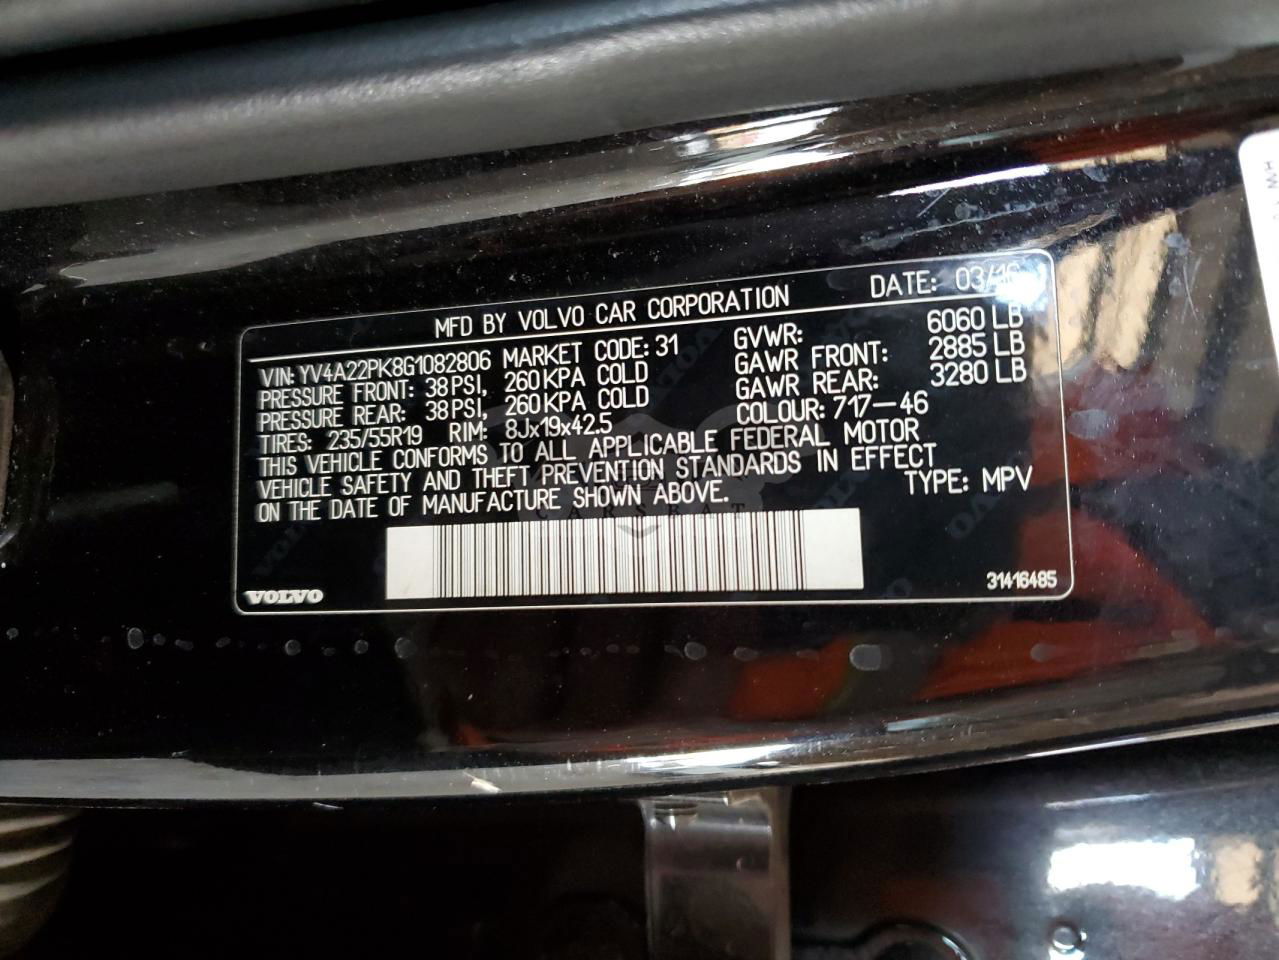 MFD BY VOLVO CAR CORPORATION DATE: 03/16
VIN: YV4A22PK8G1082806 MARKET CODE: 31 GVWR: 6060 LB
PRESSURE FRONT: 38 PSI, 260 KPA COLD GAWR FRONT: 2885 LB
PRESSURE REAR: 38 PSI, 260 KPA COLD GAWR REAR: 3280 LB
TIRES: 235/55R19 RIM: 8Jx19x42.5 COLOUR: 717-46
THIS VEHICLE CONFORMS TO ALL APPLICABLE FEDERAL MOTOR
VEHICLE SAFETY AND THEFT PREVENTION STANDARDS IN EFFECT
ON THE DATE OF MANUFACTURE SHOWN ABOVE. TYPE: MPV
VOLVO
31416485